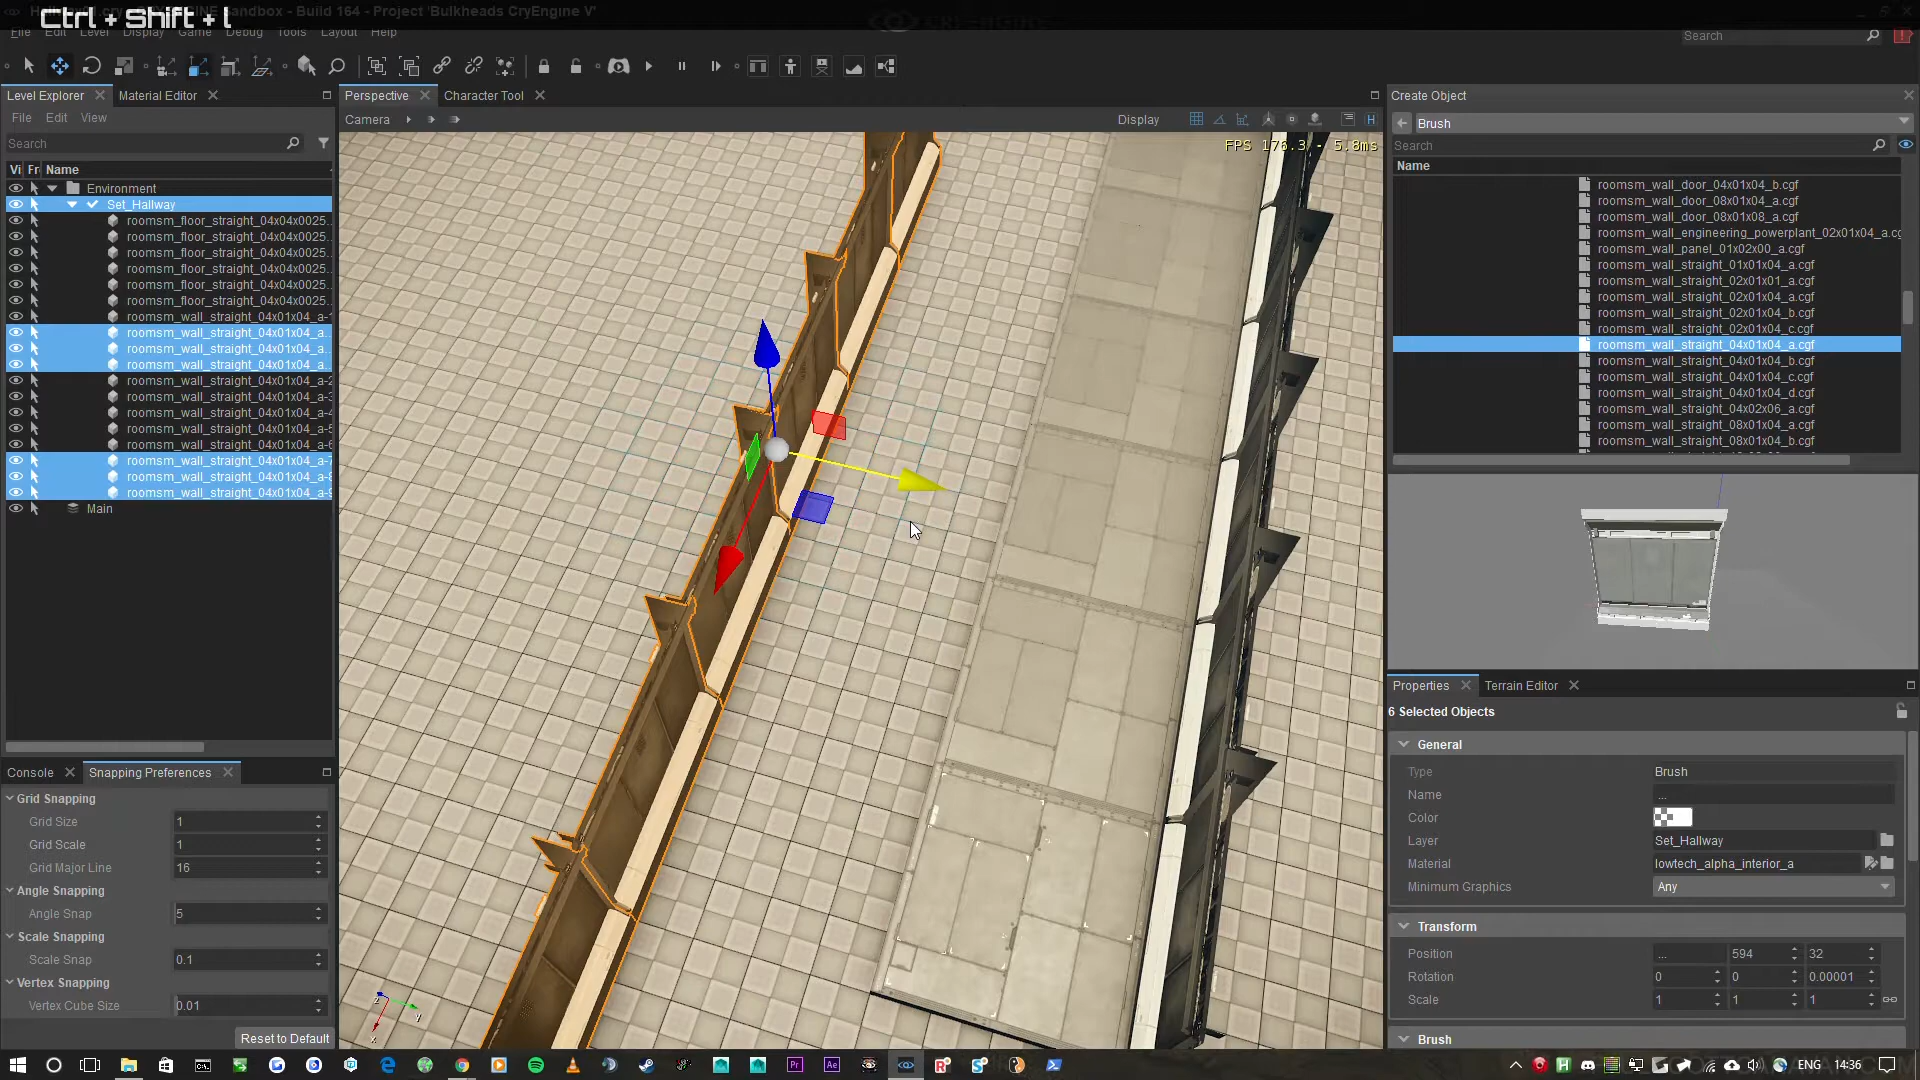 Ctrl + Shift + l
Sandbox - Build 164 - Project 'Bulkheads CryEngine V'
File Edit Level Display Game Debug Tools Layout Help
Search
Level Explorer
Material Editor
File Edit View
Search
Vi Fr Name
Environment
Set_Hallway
roomsm_floor_straight_04x04x0025...
roomsm_floor_straight_04x04x0025...
roomsm_floor_straight_04x04x0025...
roomsm_floor_straight_04x04x0025...
roomsm_floor_straight_04x04x0025...
roomsm_floor_straight_04x04x0025...
roomsm_wall_straight_04x01x04_a-1
roomsm_wall_straight_04x01x04_a...
roomsm_wall_straight_04x01x04_a...
roomsm_wall_straight_04x01x04_a...
roomsm_wall_straight_04x01x04_a-2
roomsm_wall_straight_04x01x04_a-3
roomsm_wall_straight_04x01x04_a-4
roomsm_wall_straight_04x01x04_a-5
roomsm_wall_straight_04x01x04_a-6
roomsm_wall_straight_04x01x04_a-7
roomsm_wall_straight_04x01x04_a-8
roomsm_wall_straight_04x01x04_a-9
Main
Console
Snapping Preferences
Grid Snapping
Grid Size 1
Grid Scale 1
Grid Major Line 16
Angle Snapping
Angle Snap 5
Scale Snapping
Scale Snap 0.1
Vertex Snapping
Vertex Cube Size 0.01
Reset to Default
Perspective
Character Tool
Camera
Display
H
FPS 176.3 - 5.8ms
z
y
x
Create Object
Brush
Search
Name
roomsm_wall_door_04x01x04_b.cgf
roomsm_wall_door_08x01x04_a.cgf
roomsm_wall_door_08x01x08_a.cgf
roomsm_wall_engineering_powerplant_02x01x04_a.cg
roomsm_wall_panel_01x02x00_a.cgf
roomsm_wall_straight_01x01x04_a.cgf
roomsm_wall_straight_02x01x01_a.cgf
roomsm_wall_straight_02x01x04_a.cgf
roomsm_wall_straight_02x01x04_b.cgf
roomsm_wall_straight_02x01x04_c.cgf
roomsm_wall_straight_04x01x04_a.cgf
roomsm_wall_straight_04x01x04_b.cgf
roomsm_wall_straight_04x01x04_c.cgf
roomsm_wall_straight_04x01x04_d.cgf
roomsm_wall_straight_04x02x06_a.cgf
roomsm_wall_straight_08x01x04_a.cgf
roomsm_wall_straight_08x01x04_b.cgf
Properties
Terrain Editor
6 Selected Objects
General
Type Brush
Name ...
Color
Layer Set_Hallway
Material lowtech_alpha_interior_a
Minimum Graphics Any
Transform
Position ... 594 32
Rotation 0 0 0.00001
Scale 1 1 1
Brush
Pr Ae
ENG 14:36